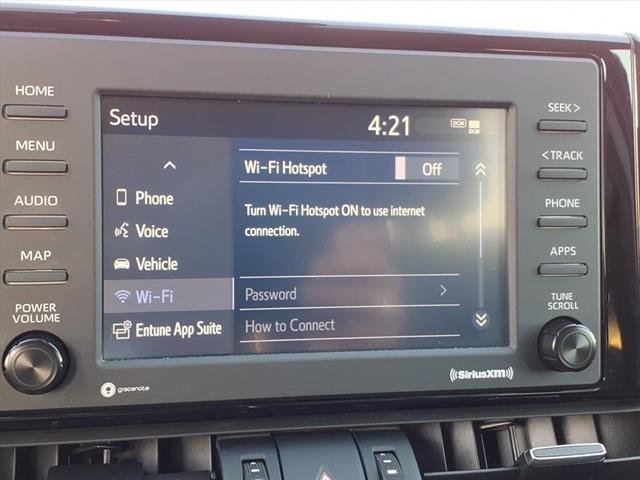 HOME
MENU
AUDIO
MAP
POWER
VOLUME
Setup
4:21
DCM
DCM
Phone
Voice
Vehicle
Wi-Fi
Entune App Suite
Wi-Fi Hotspot Off
Turn Wi-Fi Hotspot ON to use internet
connection.
Password
How to Connect
SEEK >
< TRACK
PHONE
APPS
TUNE
SCROLL
gracenote
SiriusXM